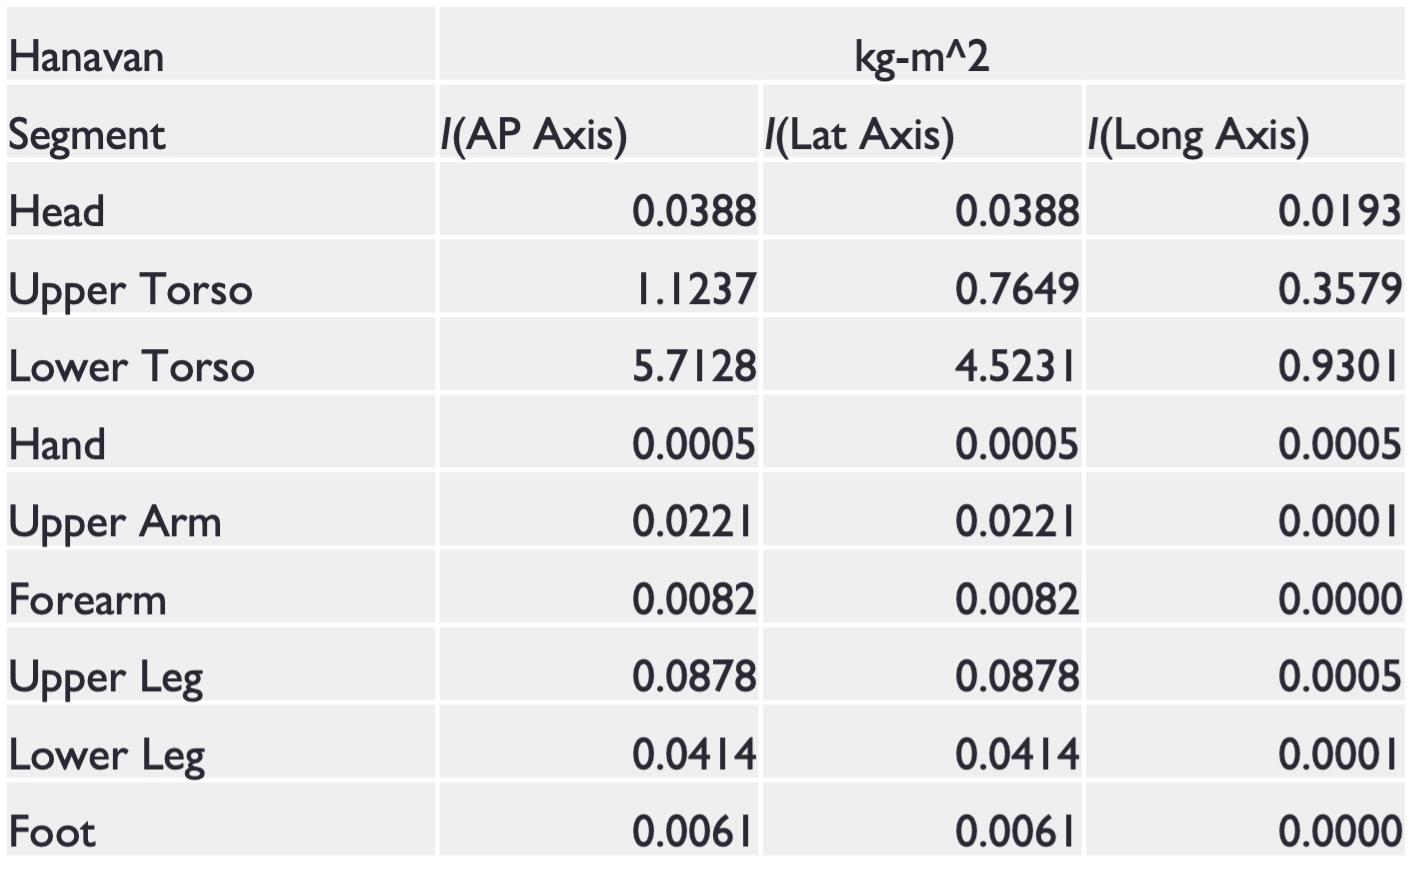 Hanavan kg-m^2
Segment I(AP Axis) I(Lat Axis) I(Long Axis)
Head 0.0388 0.0388 0.0193
Upper Torso 1.1237 0.7649 0.3579
Lower Torso 5.7128 4.5231 0.9301
Hand 0.0005 0.0005 0.0005
Upper Arm 0.0221 0.0221 0.0001
Forearm 0.0082 0.0082 0.0000
Upper Leg 0.0878 0.0878 0.0005
Lower Leg 0.0414 0.0414 0.0001
Foot 0.0061 0.0061 0.0000